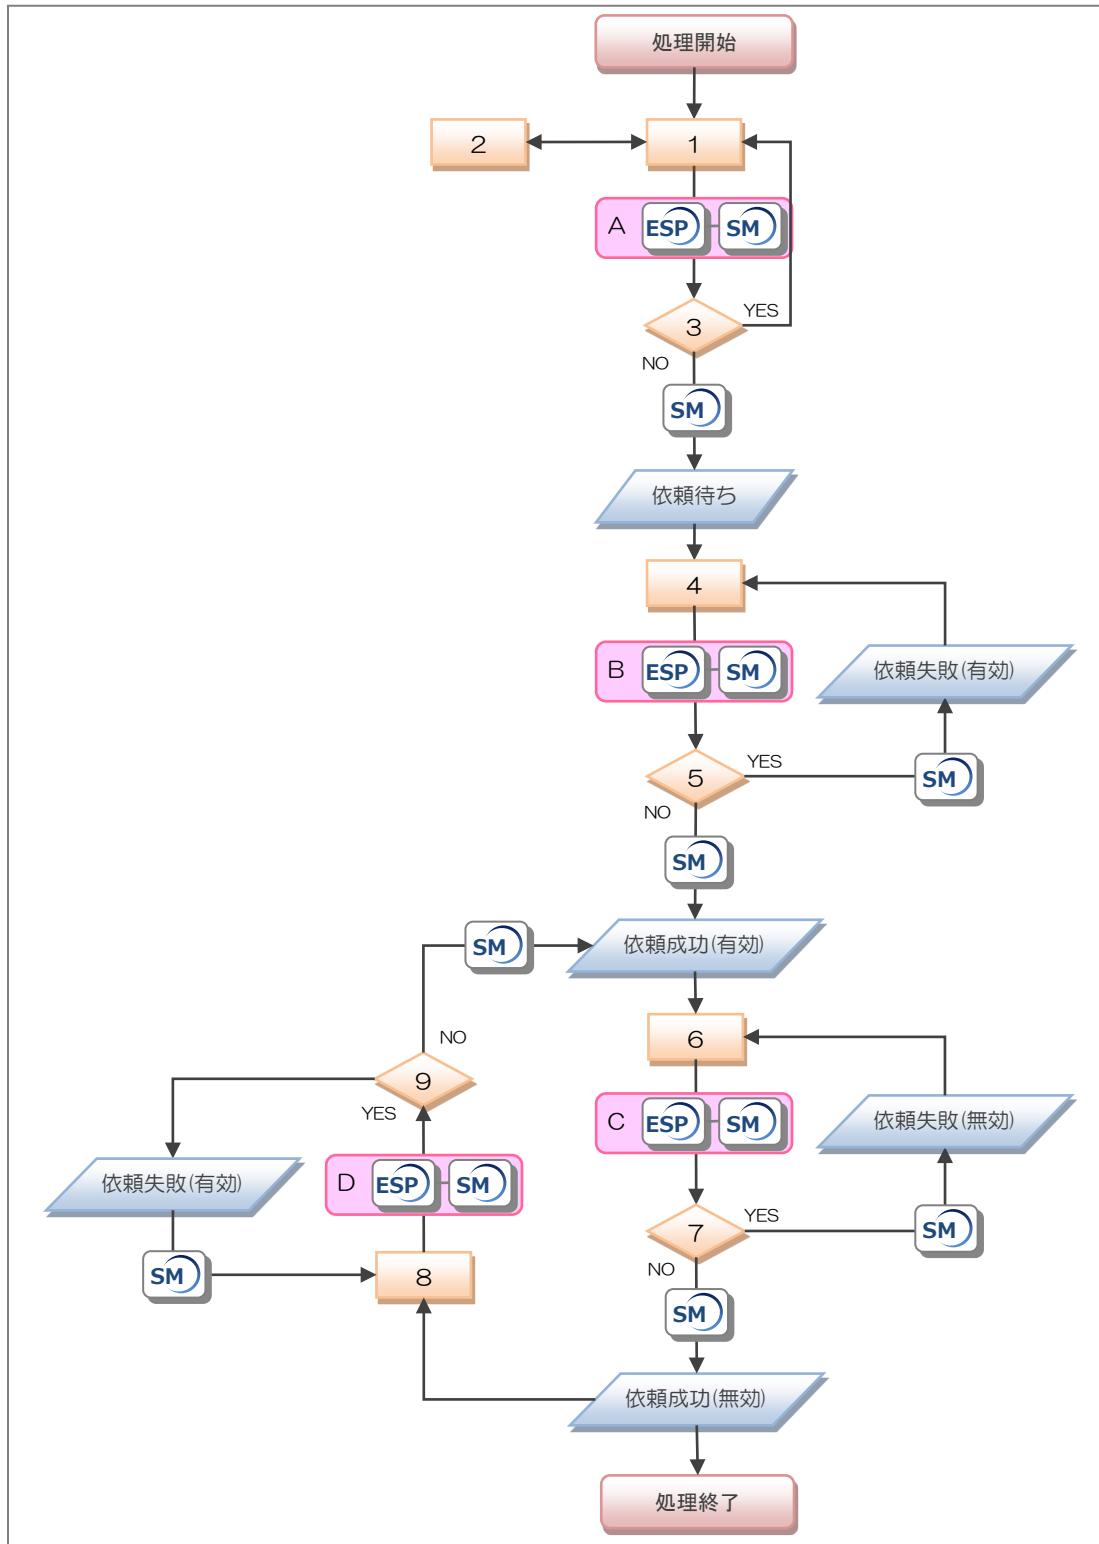 処理開始
2
1
A
ESP
SM
3
YES
NO
SM
依頼待ち
4
B
ESP
SM
依頼失敗(有効)
5
YES
SM
NO
SM
依頼成功(有効)
SM
NO
6
9
YES
C
ESP
SM
依頼失敗(無効)
依頼失敗(有効)
D
ESP
SM
7
YES
SM
NO
SM
8
SM
依頼成功(無効)
処理終了